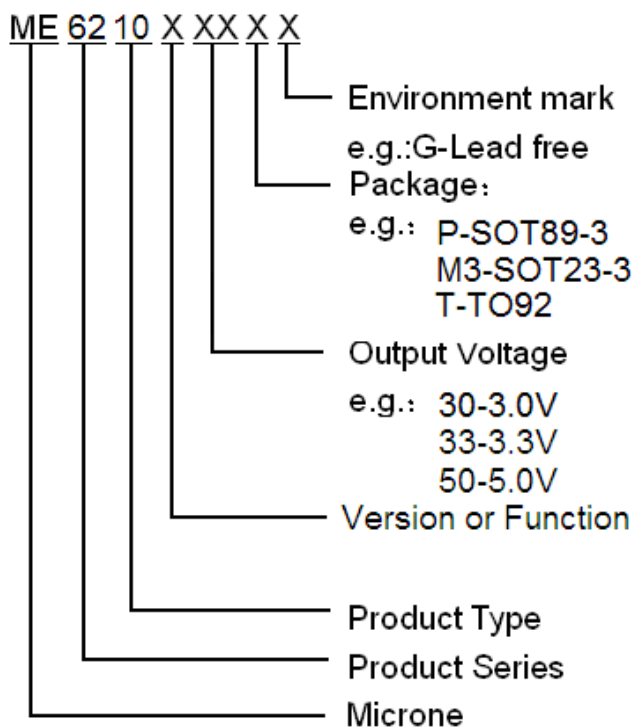 ME 62 10 X XX X X
Environment mark
e.g.:G-Lead free
Package：
e.g.： P-SOT89-3
M3-SOT23-3
T-TO92
Output Voltage
e.g.： 30-3.0V
33-3.3V
50-5.0V
Version or Function
Product Type
Product Series
Microne